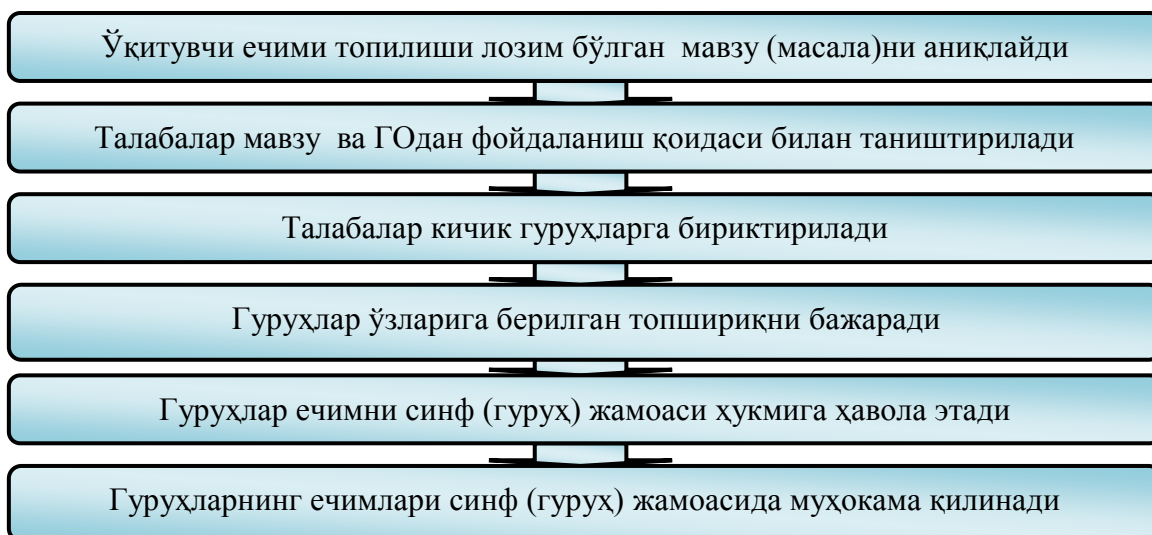 Ўқитувчи ечими топилиши лозим бўлган мавзу (масала)ни аниқлайди
Талабалар мавзу ва ГОдан фойдаланиш қоидаси билан таништирилади
Талабалар кичик гуруҳларга бириктирилади
Гуруҳлар ўзларига берилган топшириқни бажаради
Гуруҳлар ечимни синф (гуруҳ) жамоаси ҳукмига ҳавола этади
Гуруҳларнинг ечимлари синф (гуруҳ) жамоасида муҳокама қилинади